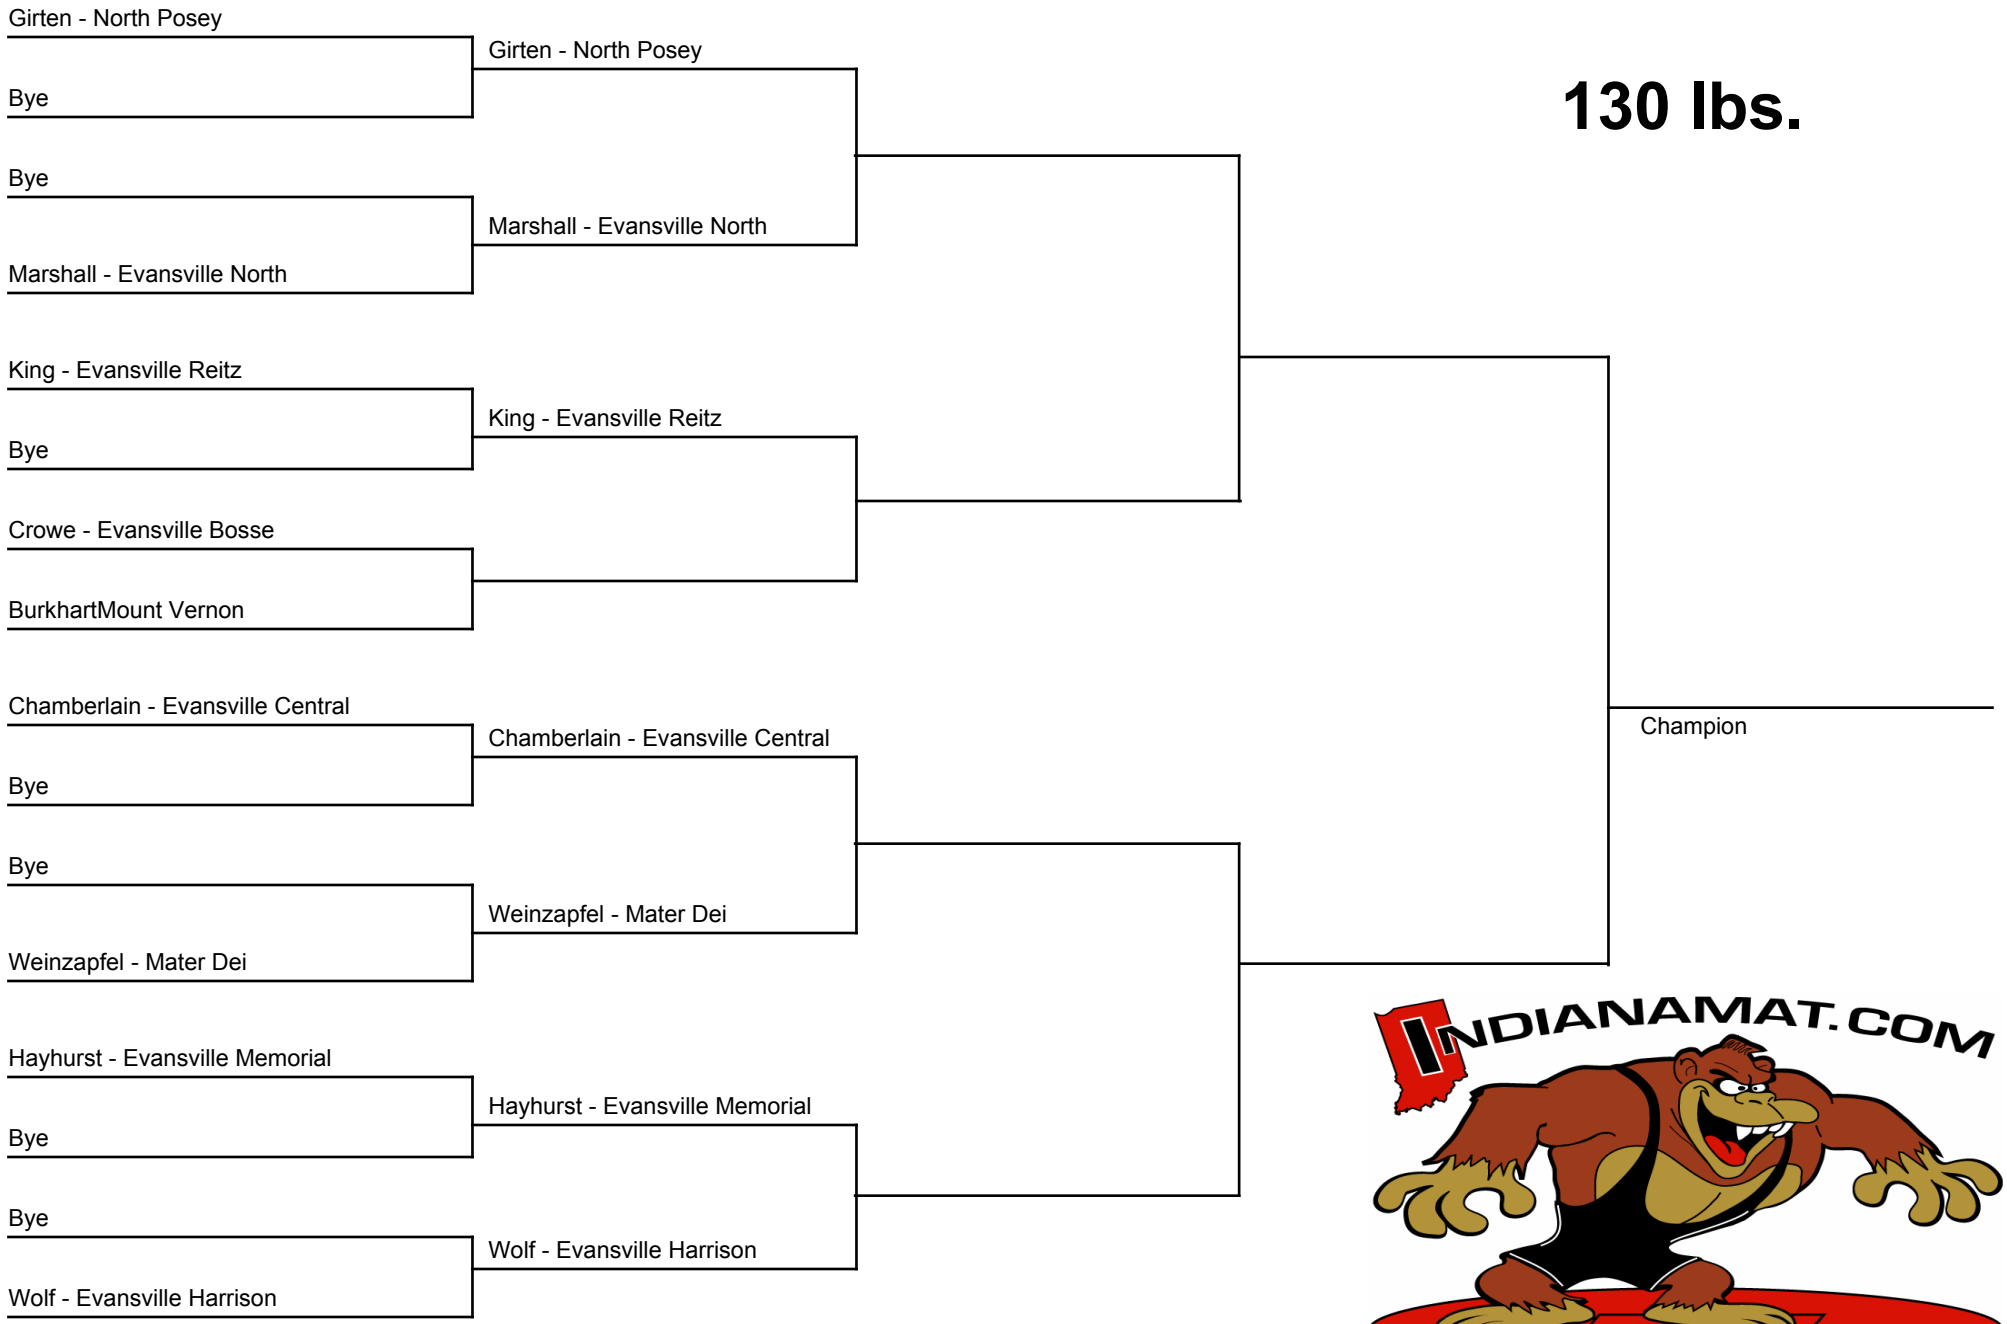 Girten - North Posey
Girten - North Posey
130 lbs.
Bye
Bye
Marshall - Evansville North
Marshall - Evansville North
King - Evansville Reitz
King - Evansville Reitz
Bye
Crowe - Evansville Bosse
BurkhartMount Vernon
Chamberlain - Evansville Central
Chamberlain - Evansville Central
Champion
Bye
Bye
Weinzapfel - Mater Dei
Weinzapfel - Mater Dei
INDIANAMAT.COM
Hayhurst - Evansville Memorial
Hayhurst - Evansville Memorial
Bye
Bye
Wolf - Evansville Harrison
Wolf - Evansville Harrison